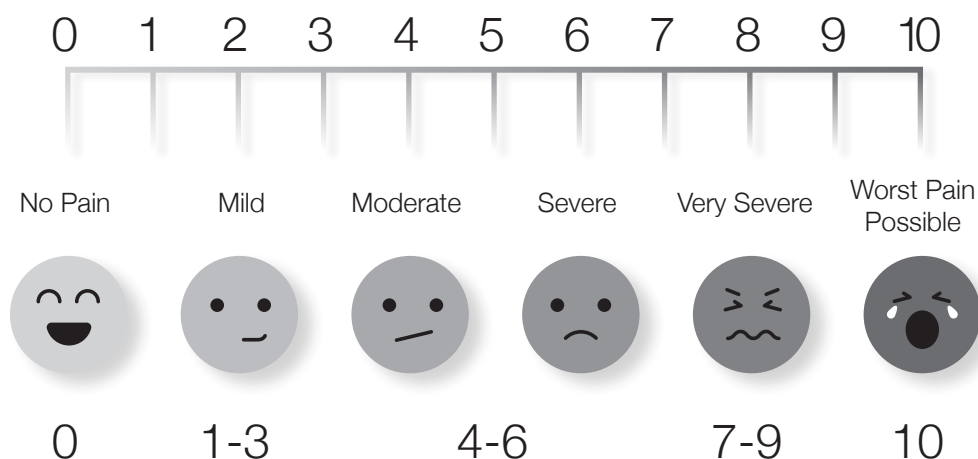 0 1 2 3 4 5 6 7 8 9 10
No Pain Mild Moderate Severe Very Severe Worst Pain
Possible
0 1-3 4-6 7-9 10